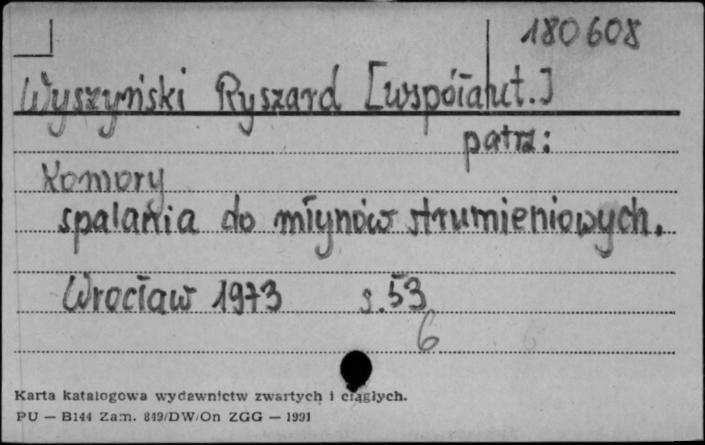 180608
Wyszyński Ryszard [współaut.]
patrz:
Komory
spalania do młynów strumieniowych.
Wrocław 1973 s. 53
6
Karta katalogowa wydawnictw zwartych i ciągłych.
PU — B144 Zam. 849/DW/On ZGG — 1991